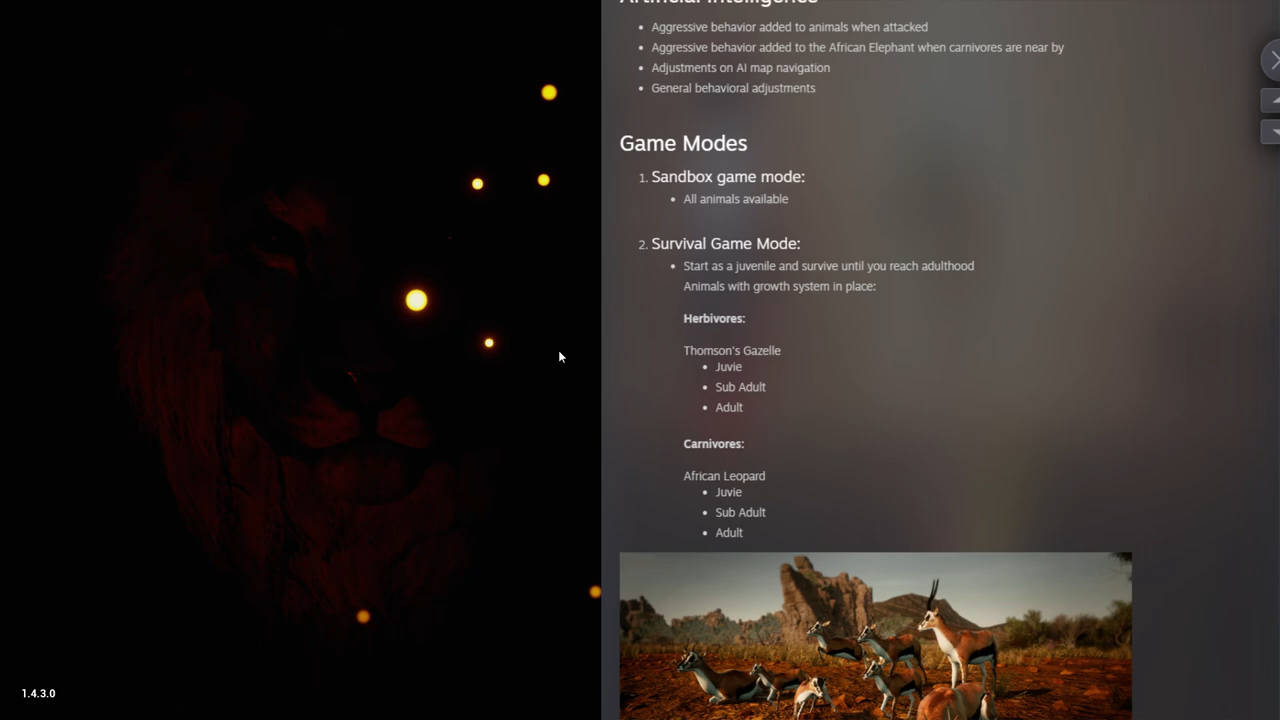 Artificial Intelligence
• Aggressive behavior added to animals when attacked
• Aggressive behavior added to the African Elephant when carnivores are near by
• Adjustments on AI map navigation
• General behavioral adjustments
Game Modes
1. Sandbox game mode:
• All animals available
2. Survival Game Mode:
• Start as a juvenile and survive until you reach adulthood
Animals with growth system in place:
Herbivores:
Thomson's Gazelle
• Juvie
• Sub Adult
• Adult
Carnivores:
African Leopard
• Juvie
• Sub Adult
• Adult
1.4.3.0